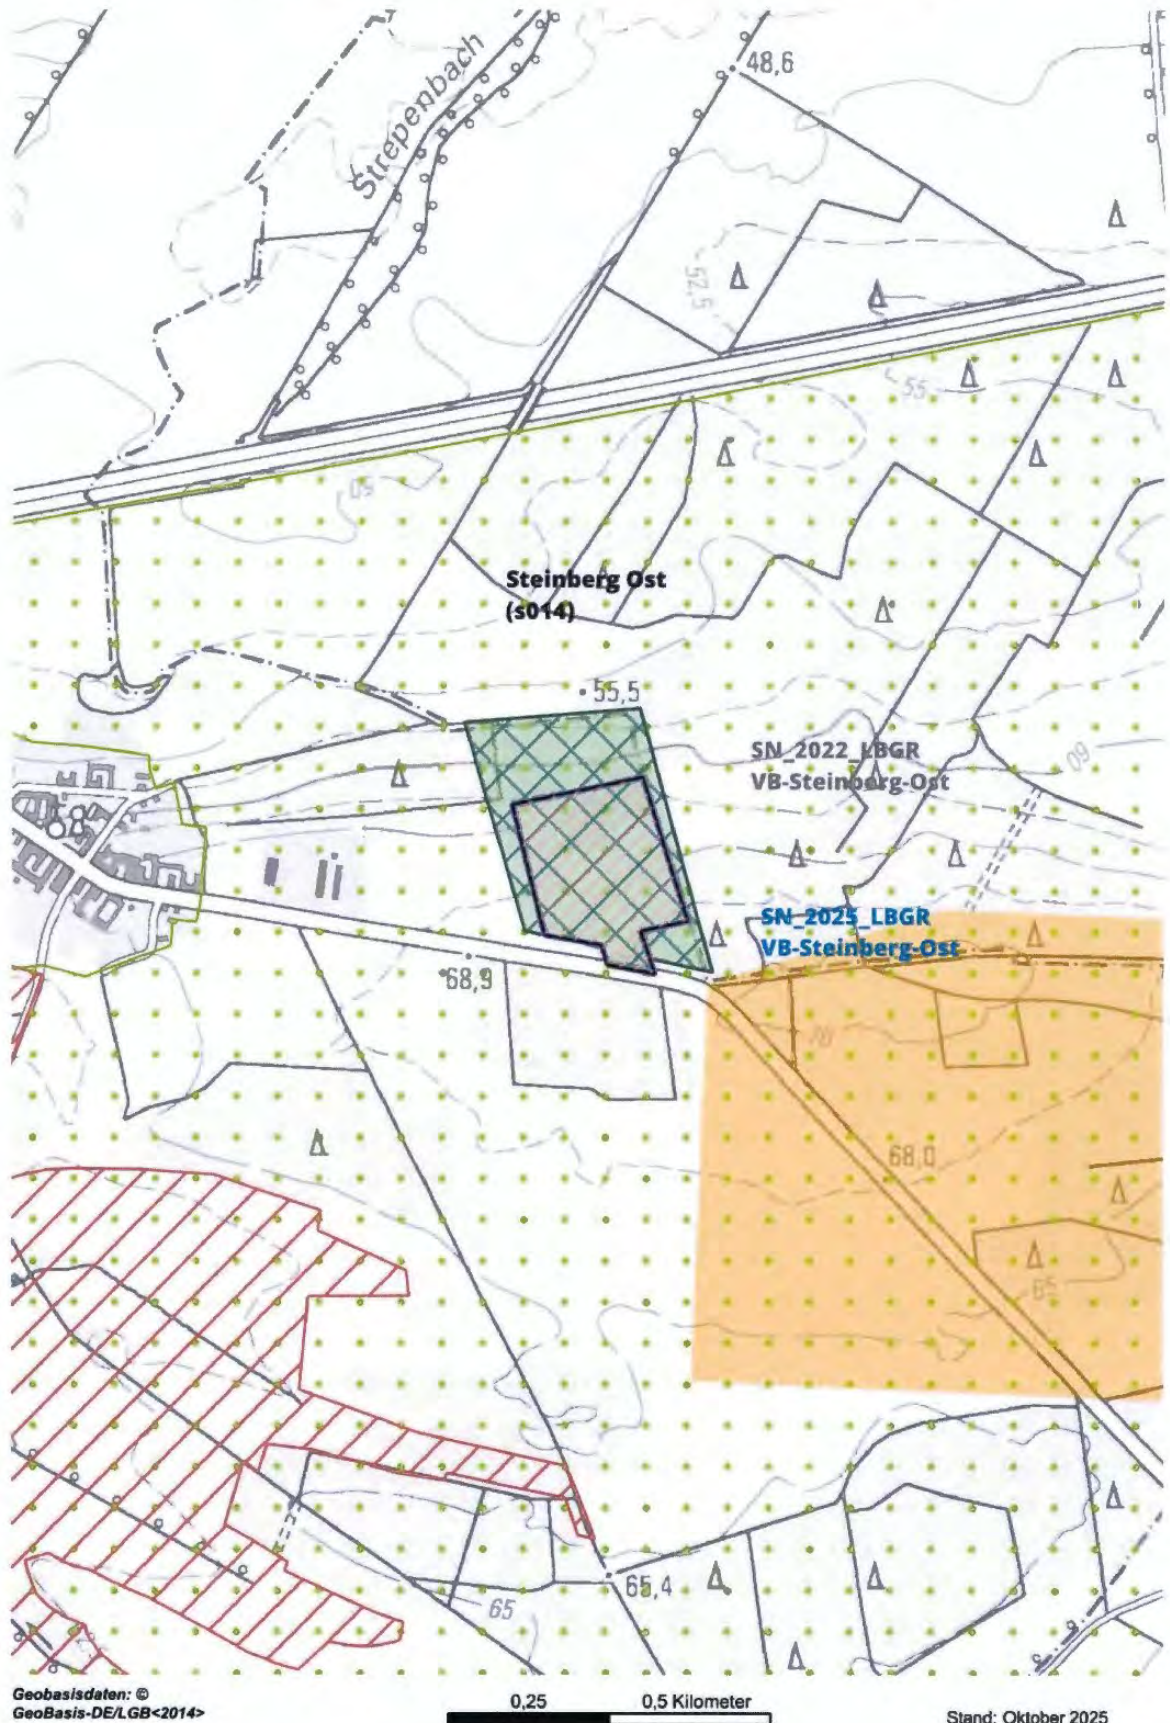 48,6
Strepenbach
52,5
55
50
Steinberg Ost
(s014)
55,5
SN_2022_LBGR
VB-Steinberg-Ost
60
SN_2025_LBGR
VB-Steinberg-Ost
68,9
70
68,0
65
65,4
65
Geobasisdaten: ©
GeoBasis-DE/LGB<2014>
0,25 0,5 Kilometer
Stand: Oktober 2025